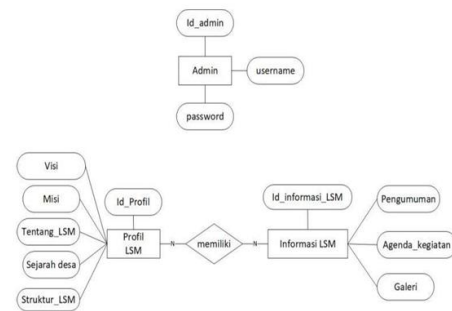 Id_admin
Admin
username
password
Visi
Misi
Id_Profil
Id_informasi_LSM
Pengumuman
Tentang_LSM
Profil
LSM
N
memiliki
N
Informasi LSM
Agenda_kegiatan
Sejarah desa
Galeri
Struktur_LSM